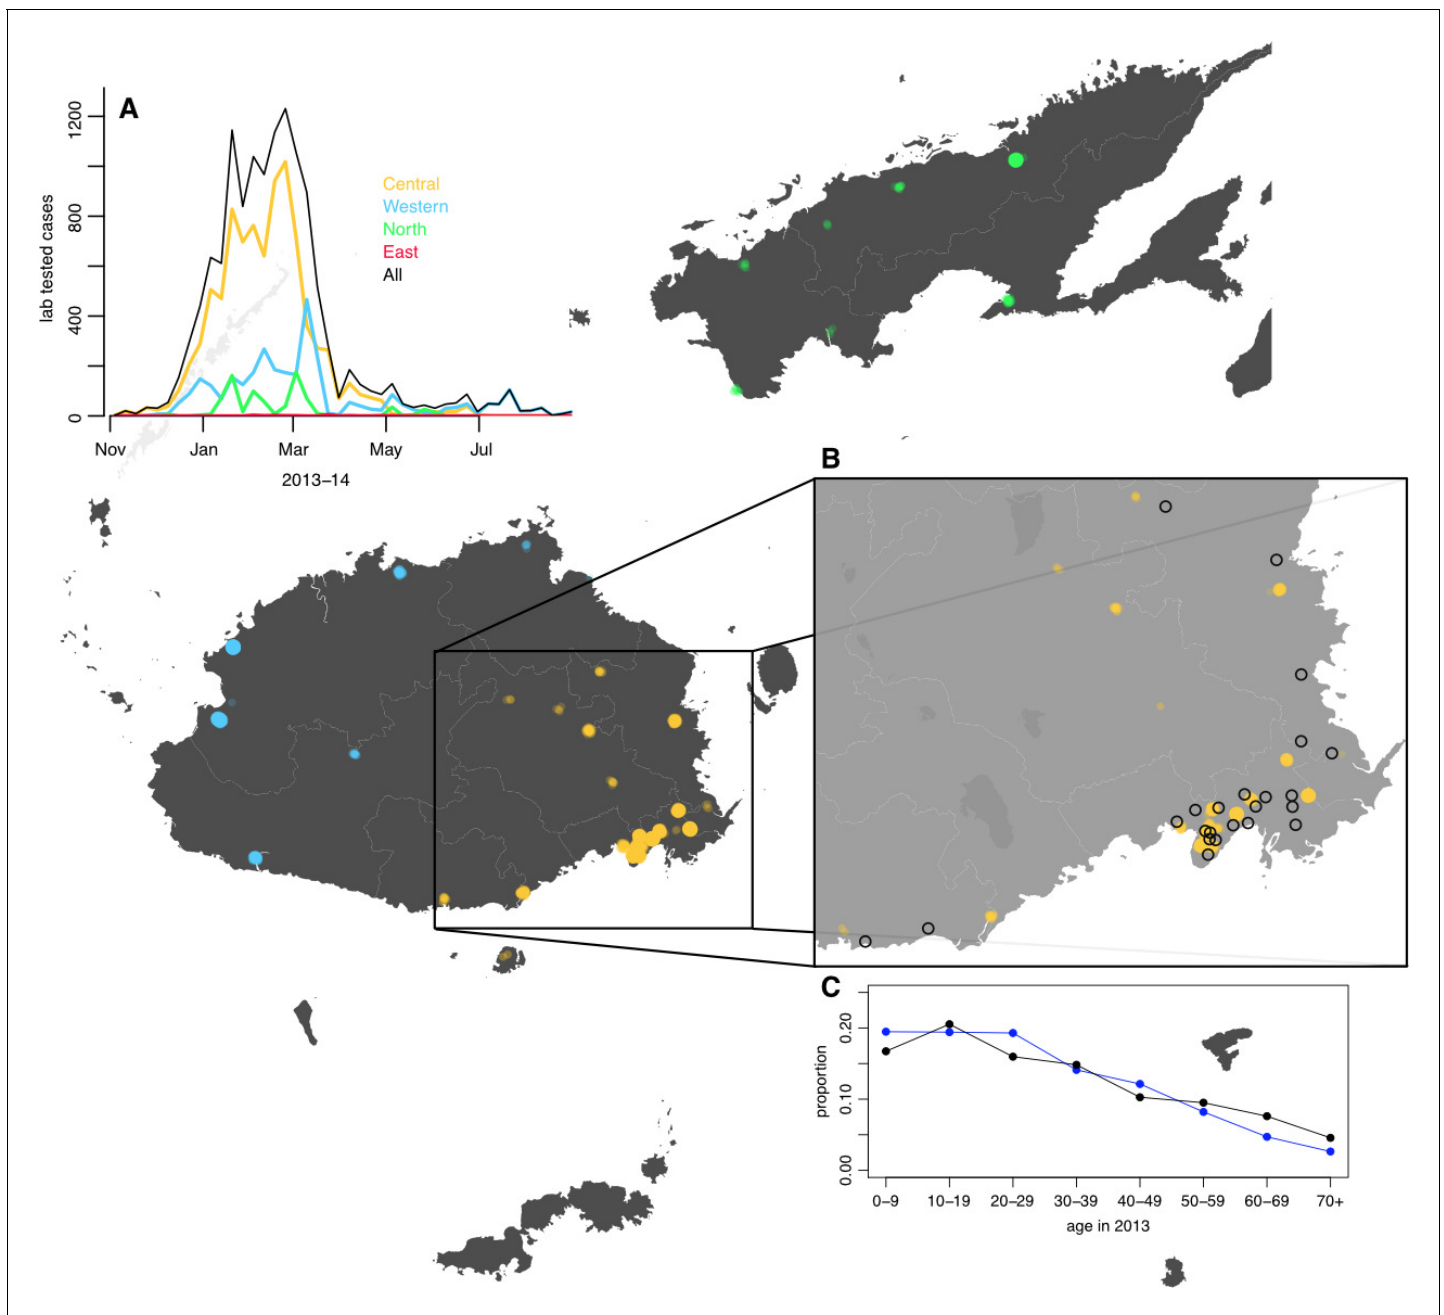 A
1200
800
400
0
lab tested cases
Central
Western
North
East
All
Nov Jan Mar May Jul
2013–14
B
C
0.20
0.10
0.00
proportion
0–9 10–19 20–29 30–39 40–49 50–59 60–69 70+
age in 2013